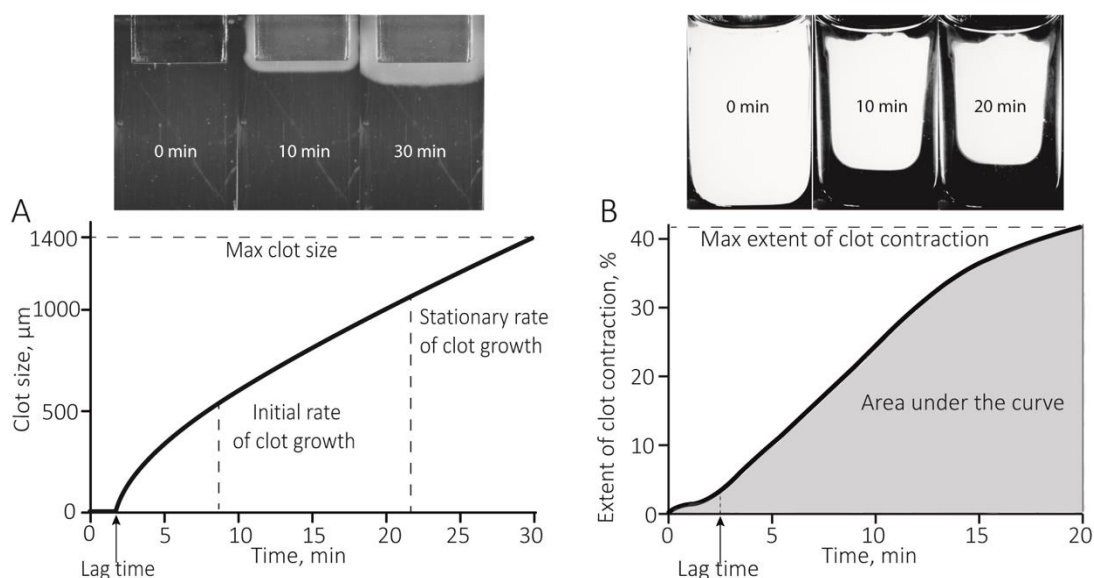 0 min
10 min
30 min
A
Clot size, µm
1400
1000
500
0
Max clot size
Initial rate
of clot growth
Stationary rate
of clot growth
0 5 10 15 20 25 30
Time, min
Lag time
0 min
10 min
20 min
B
Extent of clot contraction, %
40
30
20
10
0
Max extent of clot contraction
Area under the curve
0 5 10 15 20
Time, min
Lag time